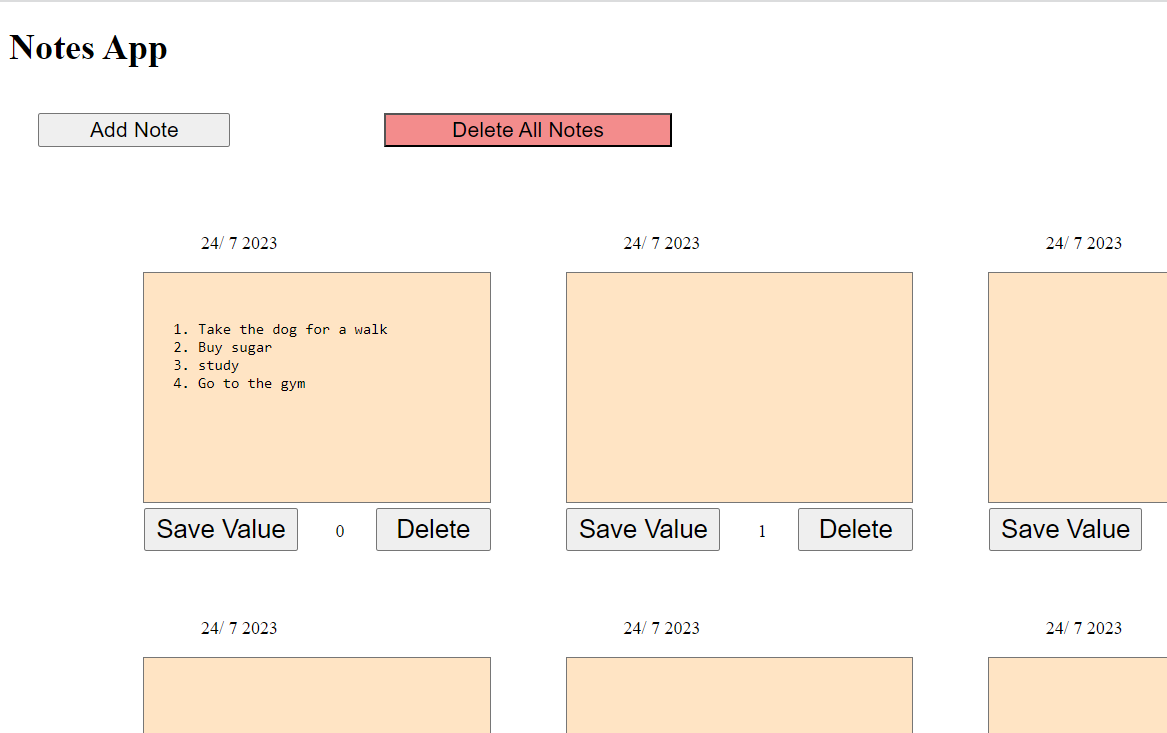 Notes App
Add Note
Delete All Notes
24/ 7 2023
24/ 7 2023
24/ 7 2023
1. Take the dog for a walk
2. Buy sugar
3. study
4. Go to the gym
Save Value
0
Delete
Save Value
1
Delete
Save Value
24/ 7 2023
24/ 7 2023
24/ 7 2023